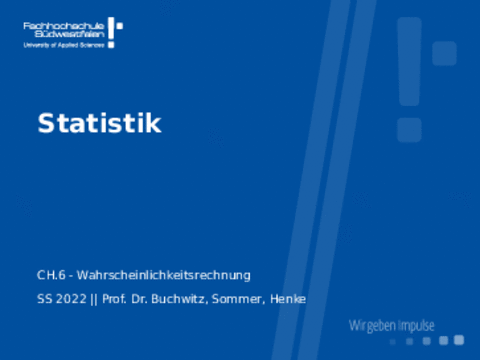 Fachhochschule
Südwestfalen
University of Applied Sciences
Statistik
CH.6 - Wahrscheinlichkeitsrechnung
SS 2022 || Prof. Dr. Buchwitz, Sommer, Henke
Wir geben Impulse